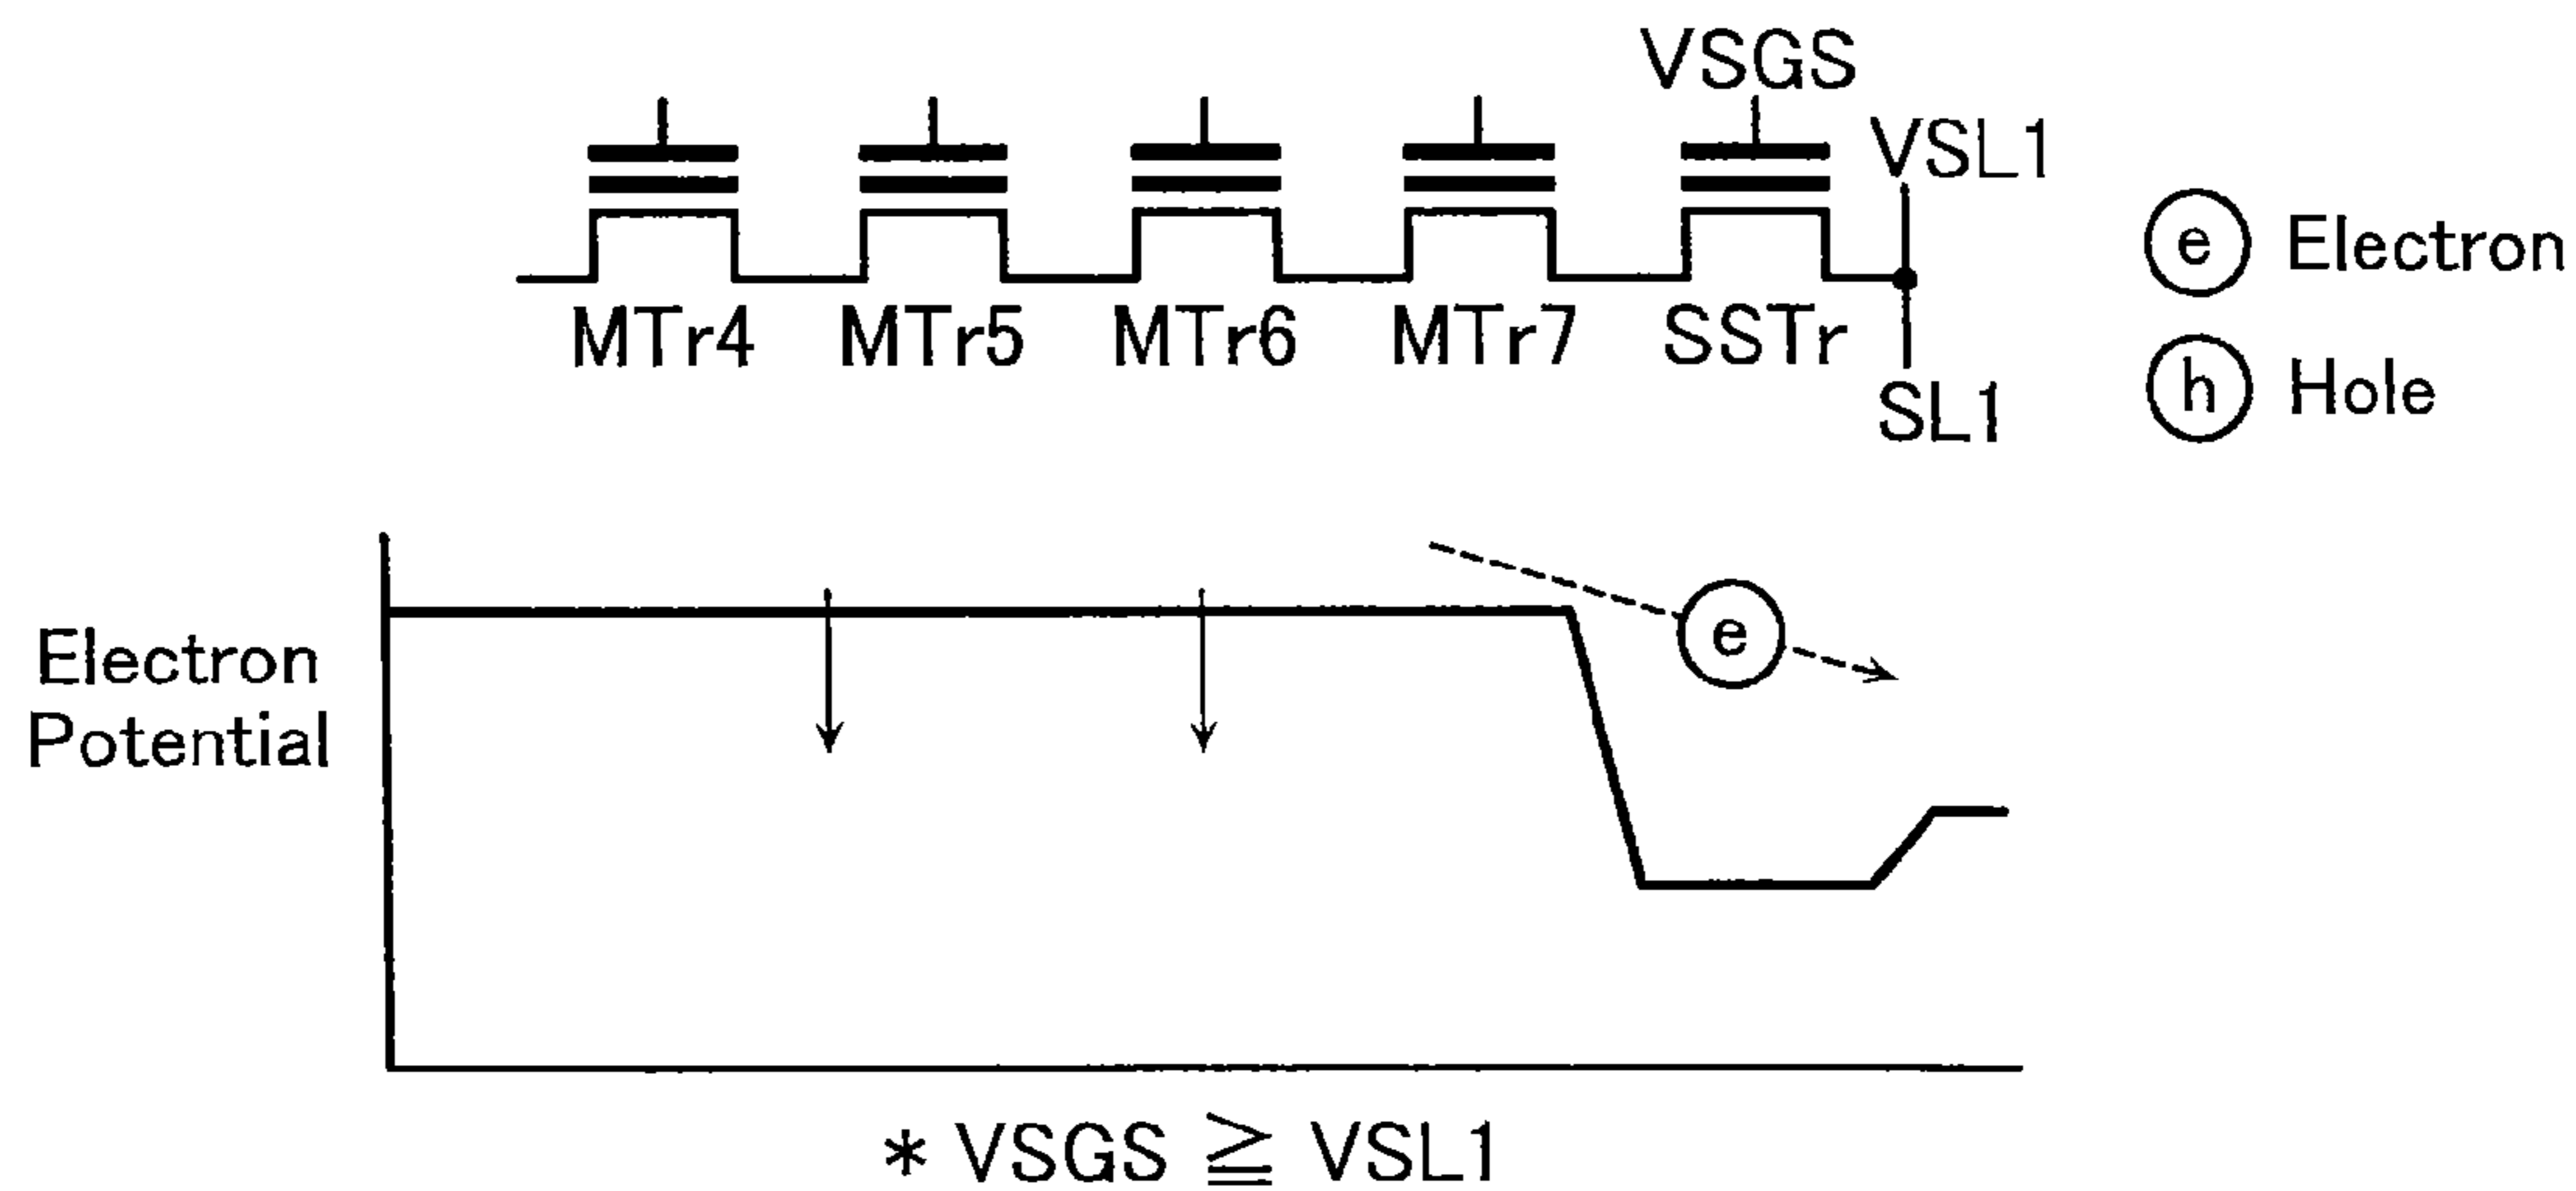 VSGS
VSL1
MTr4 MTr5 MTr6 MTr7 SSTr
SL1
e Electron
h Hole
Electron
Potential
e
* VSGS ≧ VSL1